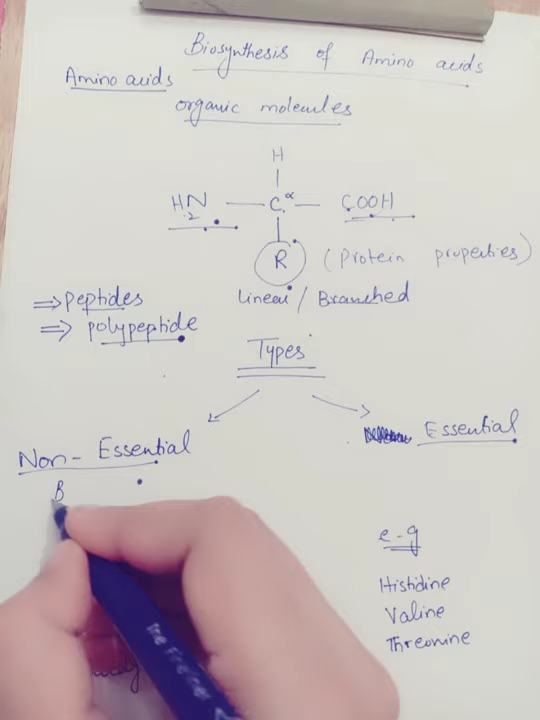 Biosynthesis of Amino acids
Amino acids
organic molecules
H
H2N — Cα — COOH
R (Protein properties)
Linear / Branched
⇒ Peptides
⇒ polypeptide
Types
Non-Essential
Essential
B
e-g
Histidine
Valine
Threonine